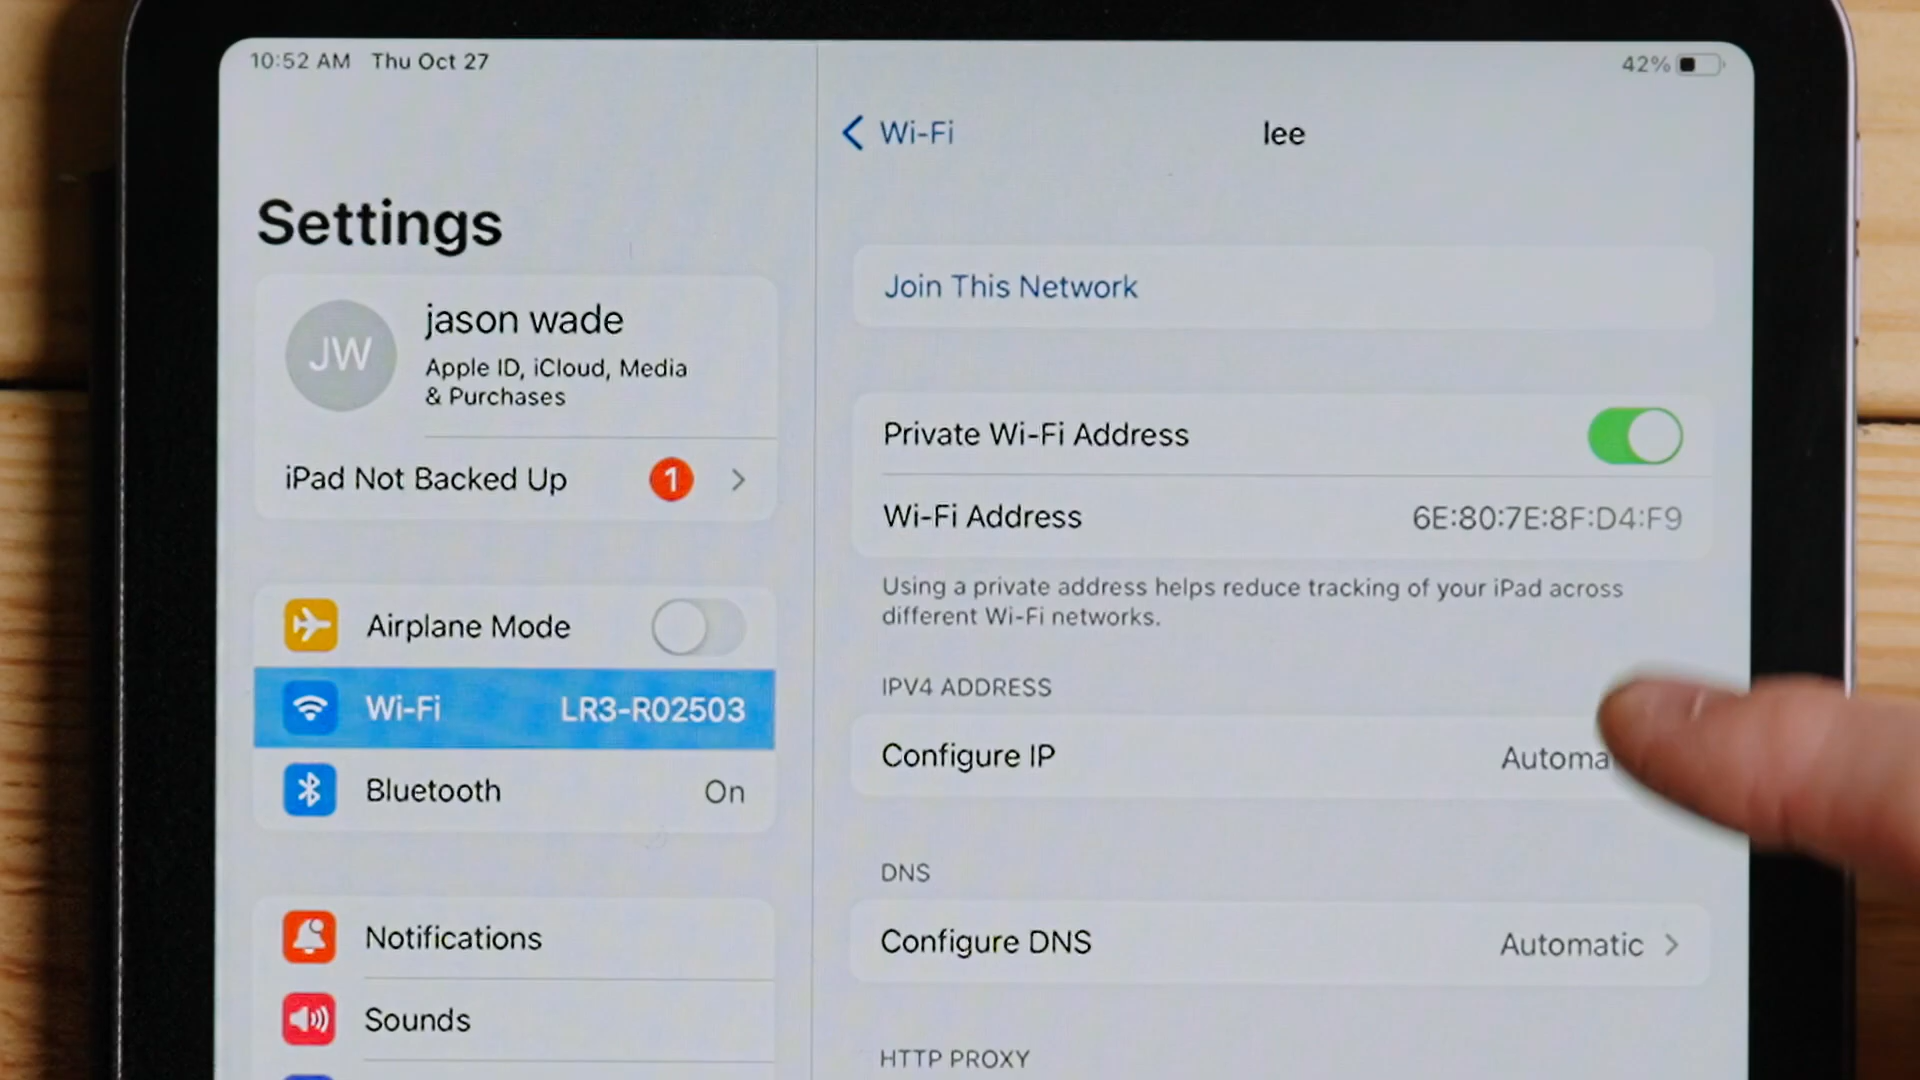 10:52 AM Thu Oct 27
42%
Settings
JW
jason wade
Apple ID, iCloud, Media
& Purchases
iPad Not Backed Up 1
Airplane Mode
Wi-Fi LR3-R02503
Bluetooth On
Notifications
Sounds
Wi-Fi
lee
Join This Network
Private Wi-Fi Address
Wi-Fi Address 6E:80:7E:8F:D4:F9
Using a private address helps reduce tracking of your iPad across
different Wi-Fi networks.
IPV4 ADDRESS
Configure IP
DNS
Configure DNS Automatic
HTTP PROXY